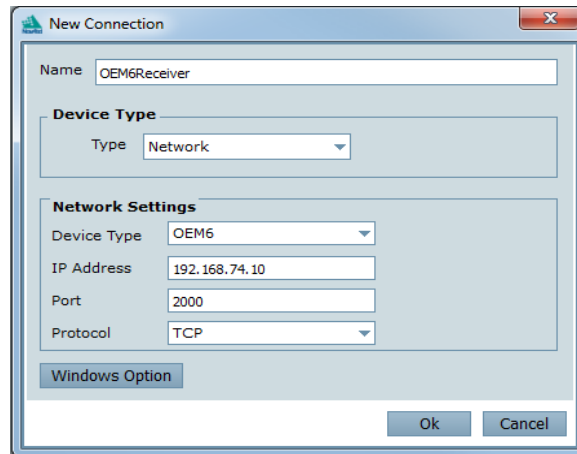 New Connection
Name OEM6Receiver
Device Type
Type Network
Network Settings
Device Type OEM6
IP Address 192.168.74.10
Port 2000
Protocol TCP
Windows Option
Ok Cancel